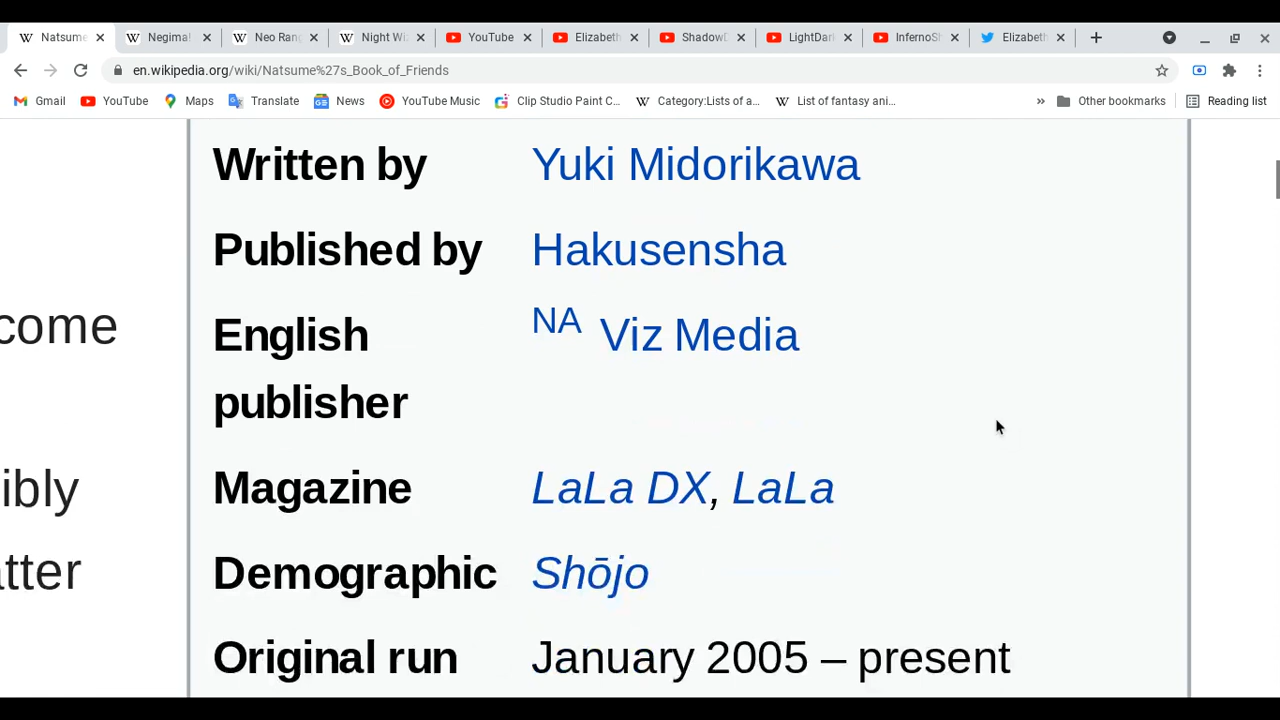 Natsume Negima! Neo Ran Night Wi YouTube Elizabeth ShadowD LightDar InfernoSh Elizabeth
en.wikipedia.org/wiki/Natsume%27s_Book_of_Friends
Gmail YouTube Maps Translate News YouTube Music Clip Studio Paint C... Category:Lists of a... List of fantasy ani... » Other bookmarks Reading list
Written by Yuki Midorikawa
Published by Hakusensha
come
English NA Viz Media
publisher
ibly
Magazine LaLa DX, LaLa
atter
Demographic Shōjo
Original run January 2005 – present